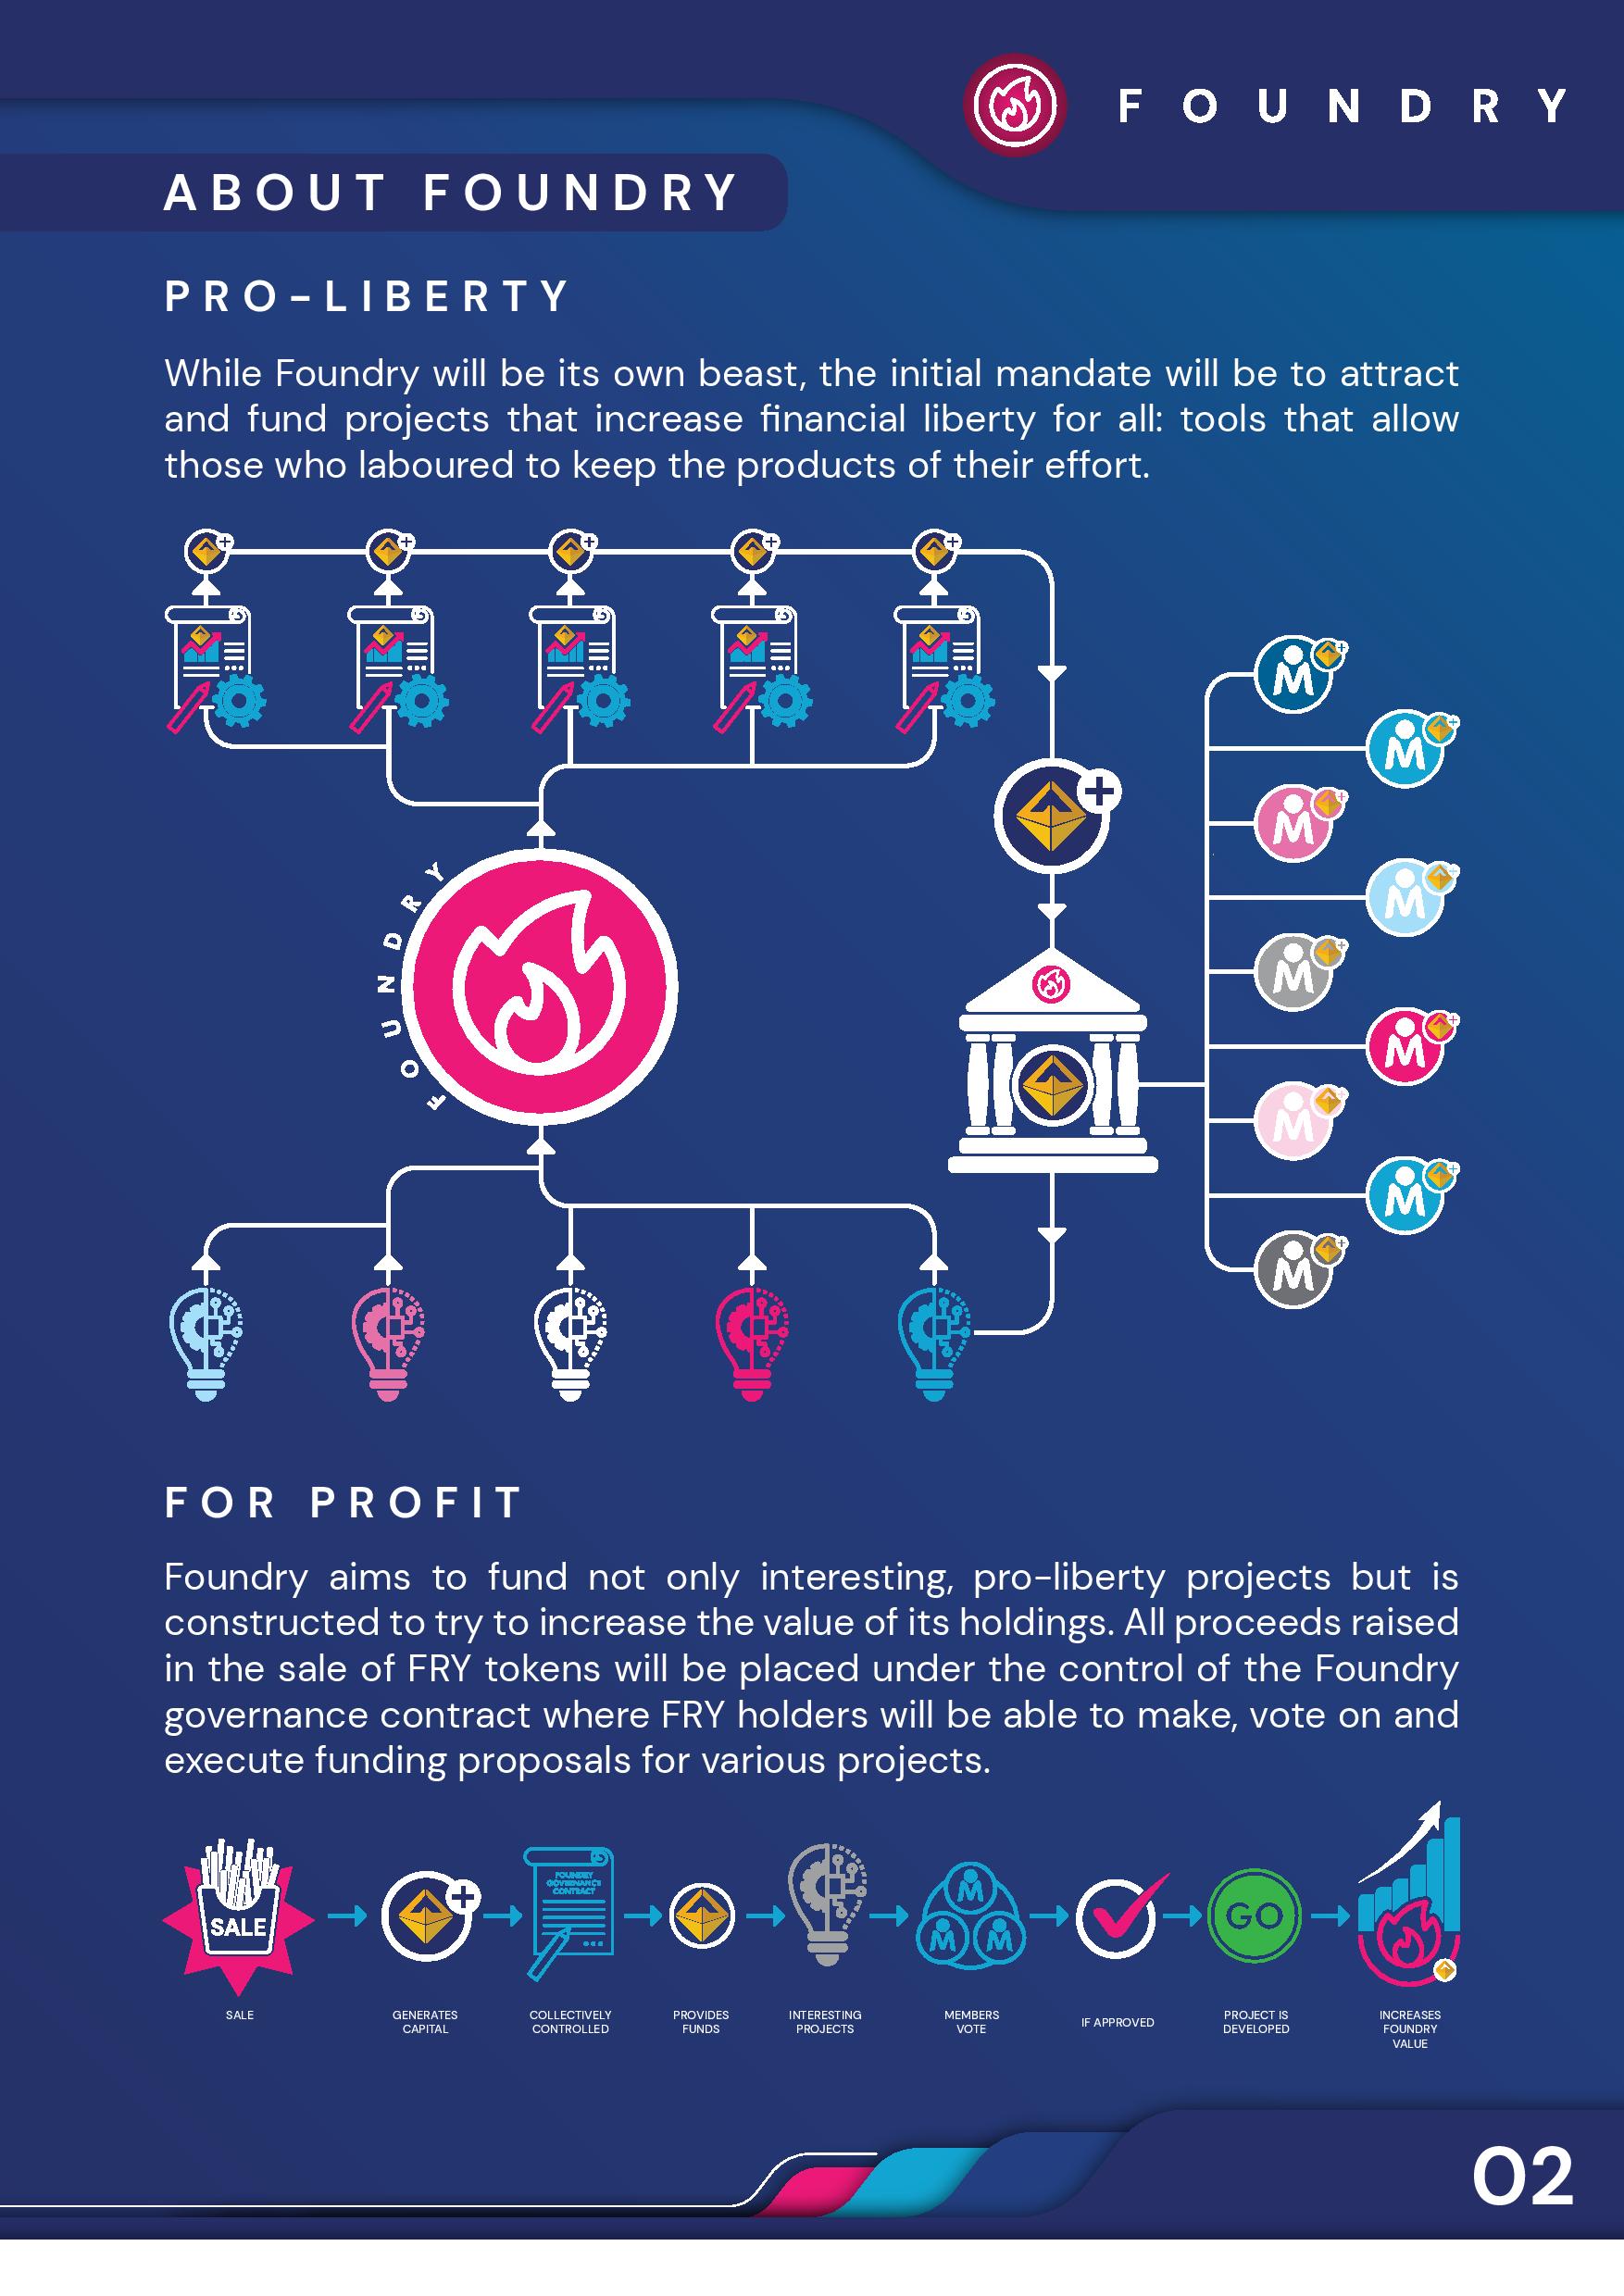 FOUNDRY
ABOUT FOUNDRY
PRO-LIBERTY
While Foundry will be its own beast, the initial mandate will be to attract
and fund projects that increase financial liberty for all: tools that allow
those who laboured to keep the products of their effort.
FOUNDRY
FOR PROFIT
Foundry aims to fund not only interesting, pro-liberty projects but is
constructed to try to increase the value of its holdings. All proceeds raised
in the sale of FRY tokens will be placed under the control of the Foundry
governance contract where FRY holders will be able to make, vote on and
execute funding proposals for various projects.
SALE
FOUNDRY
GOVERNANCE
CONTRACT
GO
SALE
GENERATES
CAPITAL
COLLECTIVELY
CONTROLLED
PROVIDES
FUNDS
INTERESTING
PROJECTS
MEMBERS
VOTE
IF APPROVED
PROJECT IS
DEVELOPED
INCREASES
FOUNDRY
VALUE
02